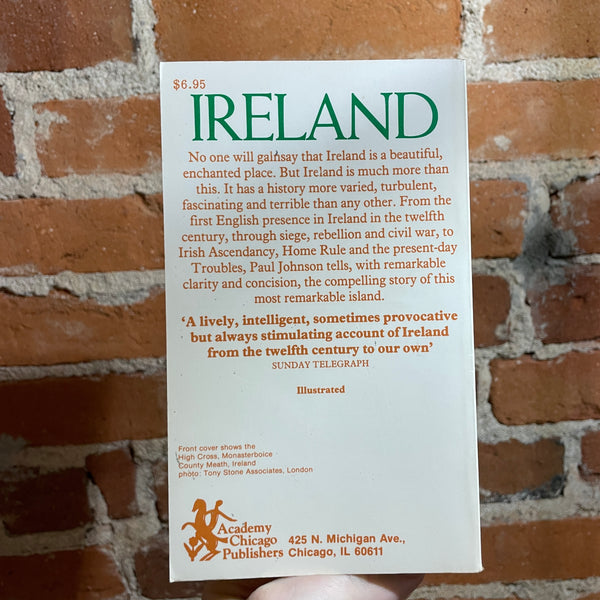 $6.95
IRELAND
No one will gainsay that Ireland is a beautiful,
enchanted place. But Ireland is much more than
this. It has a history more varied, turbulent,
fascinating and terrible than any other. From the
first English presence in Ireland in the twelfth
century, through siege, rebellion and civil war, to
Irish Ascendancy, Home Rule and the present-day
Troubles, Paul Johnson tells, with remarkable
clarity and concision, the compelling story of this
most remarkable island.
‘A lively, intelligent, sometimes provocative
but always stimulating account of Ireland
from the twelfth century to our own’
SUNDAY TELEGRAPH
Illustrated
Front cover shows the
High Cross, Monasterboice
County Meath, Ireland
photo: Tony Stone Associates, London
Academy
Chicago
Publishers
425 N. Michigan Ave.,
Chicago, IL 60611